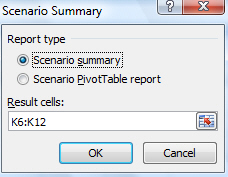 Scenario Summary
Report type
Scenario summary
Scenario PivotTable report
Result cells:
K6:K12
OK
Cancel